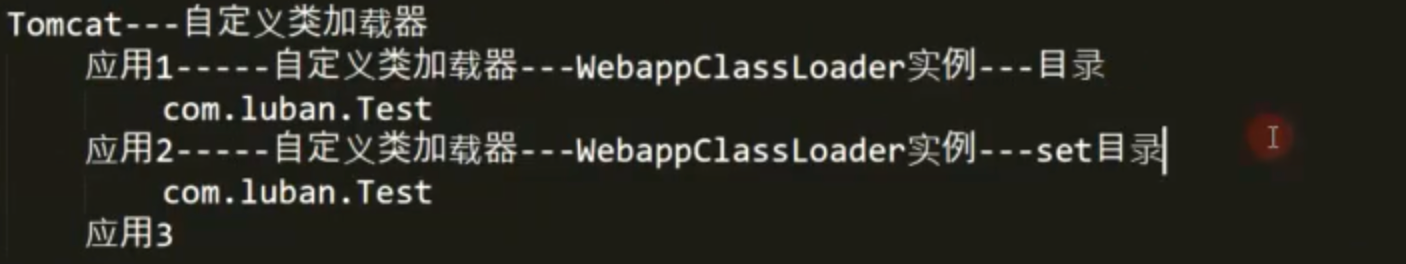 Tomcat---自定义类加载器
应用1-----自定义类加载器---WebappClassLoader实例---目录
com.luban.Test
应用2-----自定义类加载器---WebappClassLoader实例---set目录
com.luban.Test
应用3